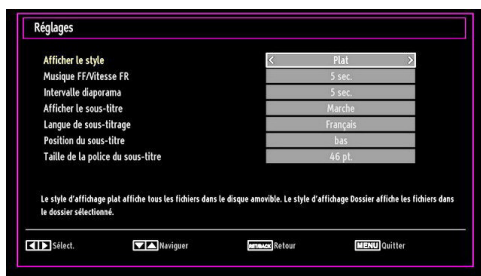 Réglages
Afficher le style < Plat >
Musique FF/Vitesse FR 5 sec.
Intervalle diaporama 5 sec.
Afficher le sous-titre Marche
Langue de sous-titrage Français
Position du sous-titre bas
Taille de la police du sous-titre 46 pt.
Le style d'affichage plat affiche tous les fichiers dans le disque amovible. Le style d'affichage Dossier affiche les fichiers dans
le dossier sélectionné.
Sélect. Naviguer RET/BACK Retour MENU Quitter